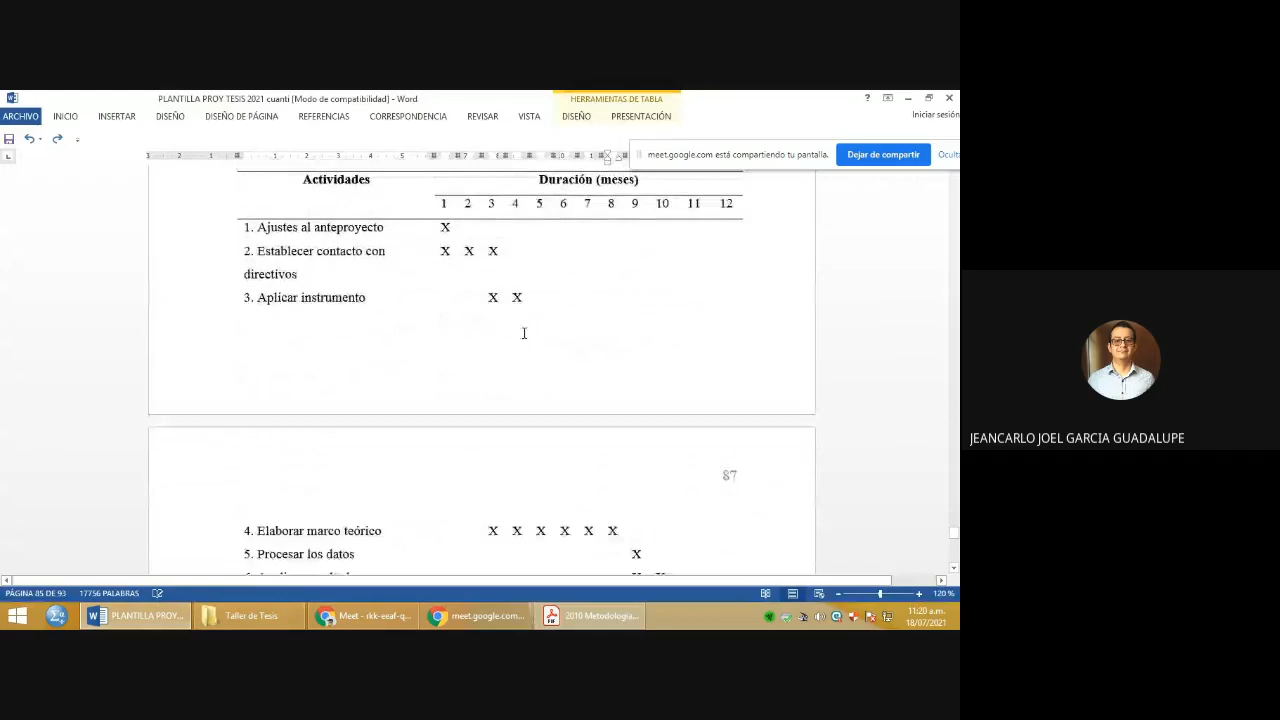 PLANTILLA PROY TESIS 2021 cuanti [Modo de compatibilidad] - Word
HERRAMIENTAS DE TABLA
ARCHIVO INICIO INSERTAR DISEÑO DISEÑO DE PÁGINA REFERENCIAS CORRESPONDENCIA REVISAR VISTA DISEÑO PRESENTACIÓN
Iniciar sesión
meet.google.com está compartiendo tu pantalla. Dejar de compartir Oculta
Actividades Duración (meses)
1 2 3 4 5 6 7 8 9 10 11 12
1. Ajustes al anteproyecto X
2. Establecer contacto con X X X
directivos
3. Aplicar instrumento X X
87
4. Elaborar marco teórico X X X X X X
5. Procesar los datos X
JEANCARLO JOEL GARCIA GUADALUPE
PÁGINA 85 DE 93 17756 PALABRAS 120 %
PLANTILLA PROY... Taller de Tesis Meet - rkk-eeaf-q... meet.google.com... 2010 Metodologia...
11:20 a.m.
18/07/2021